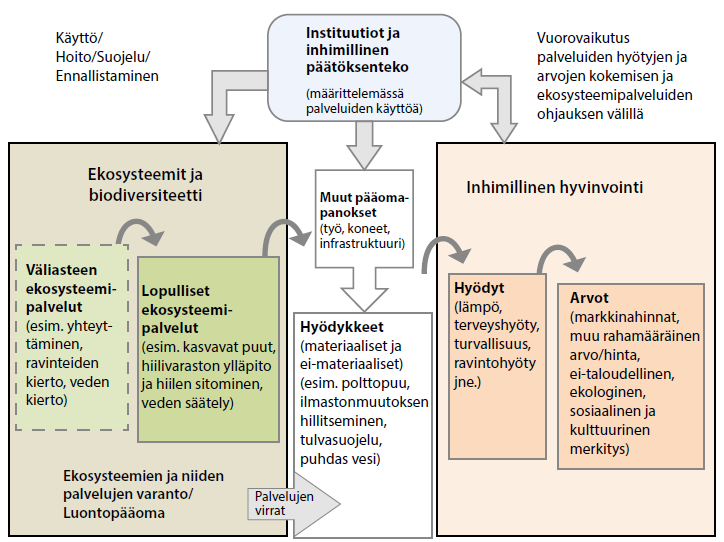 Käyttö/
Hoito/Suojelu/
Ennallistaminen
Instituutiot ja
inhimillinen
päätöksenteko
(määrittelemässä
palveluiden käyttöä)
Vuorovaikutus
palveluiden hyötyjen ja
arvojen kokemisen ja
ekosysteemipalveluiden
ohjauksen välillä
Ekosysteemit ja
biodiversiteetti
Väliasteen
ekosysteemi-
palvelut
(esim. yhteyt-
täminen,
ravinteiden
kierto, veden
kierto)
Lopulliset
ekosysteemi-
palvelut
(esim. kasvavat puut,
hiilivaraston ylläpito
ja hiilen sitominen,
veden säätely)
Ekosysteemien ja niiden
palvelujen varanto/
Luontopääoma
Muut pääoma-
panokset
(työ, koneet,
infrastruktuuri)
Hyödykkeet
(materiaaliset ja
ei-materiaaliset)
(esim. polttopuu,
ilmastonmuutoksen
hillitseminen,
tulvasuojelu,
puhdas vesi)
Palvelujen
virrat
Inhimillinen hyvinvointi
Hyödyt
(lämpö,
terveyshyöty,
turvallisuus,
ravintohyöty
jne.)
Arvot
(markkinahinnat,
muu rahamääräinen
arvo/hinta,
ei-taloudellinen,
ekologinen,
sosiaalinen ja
kulttuurinen
merkitys)